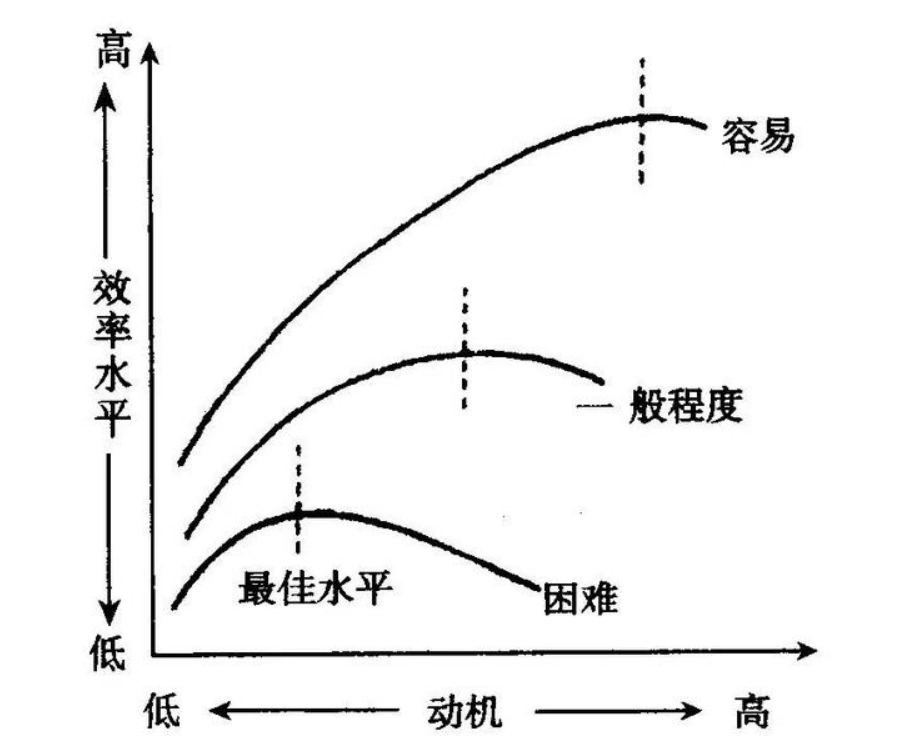 高
容易
效率水平
一般程度
最佳水平
困难
低
低 动机 高